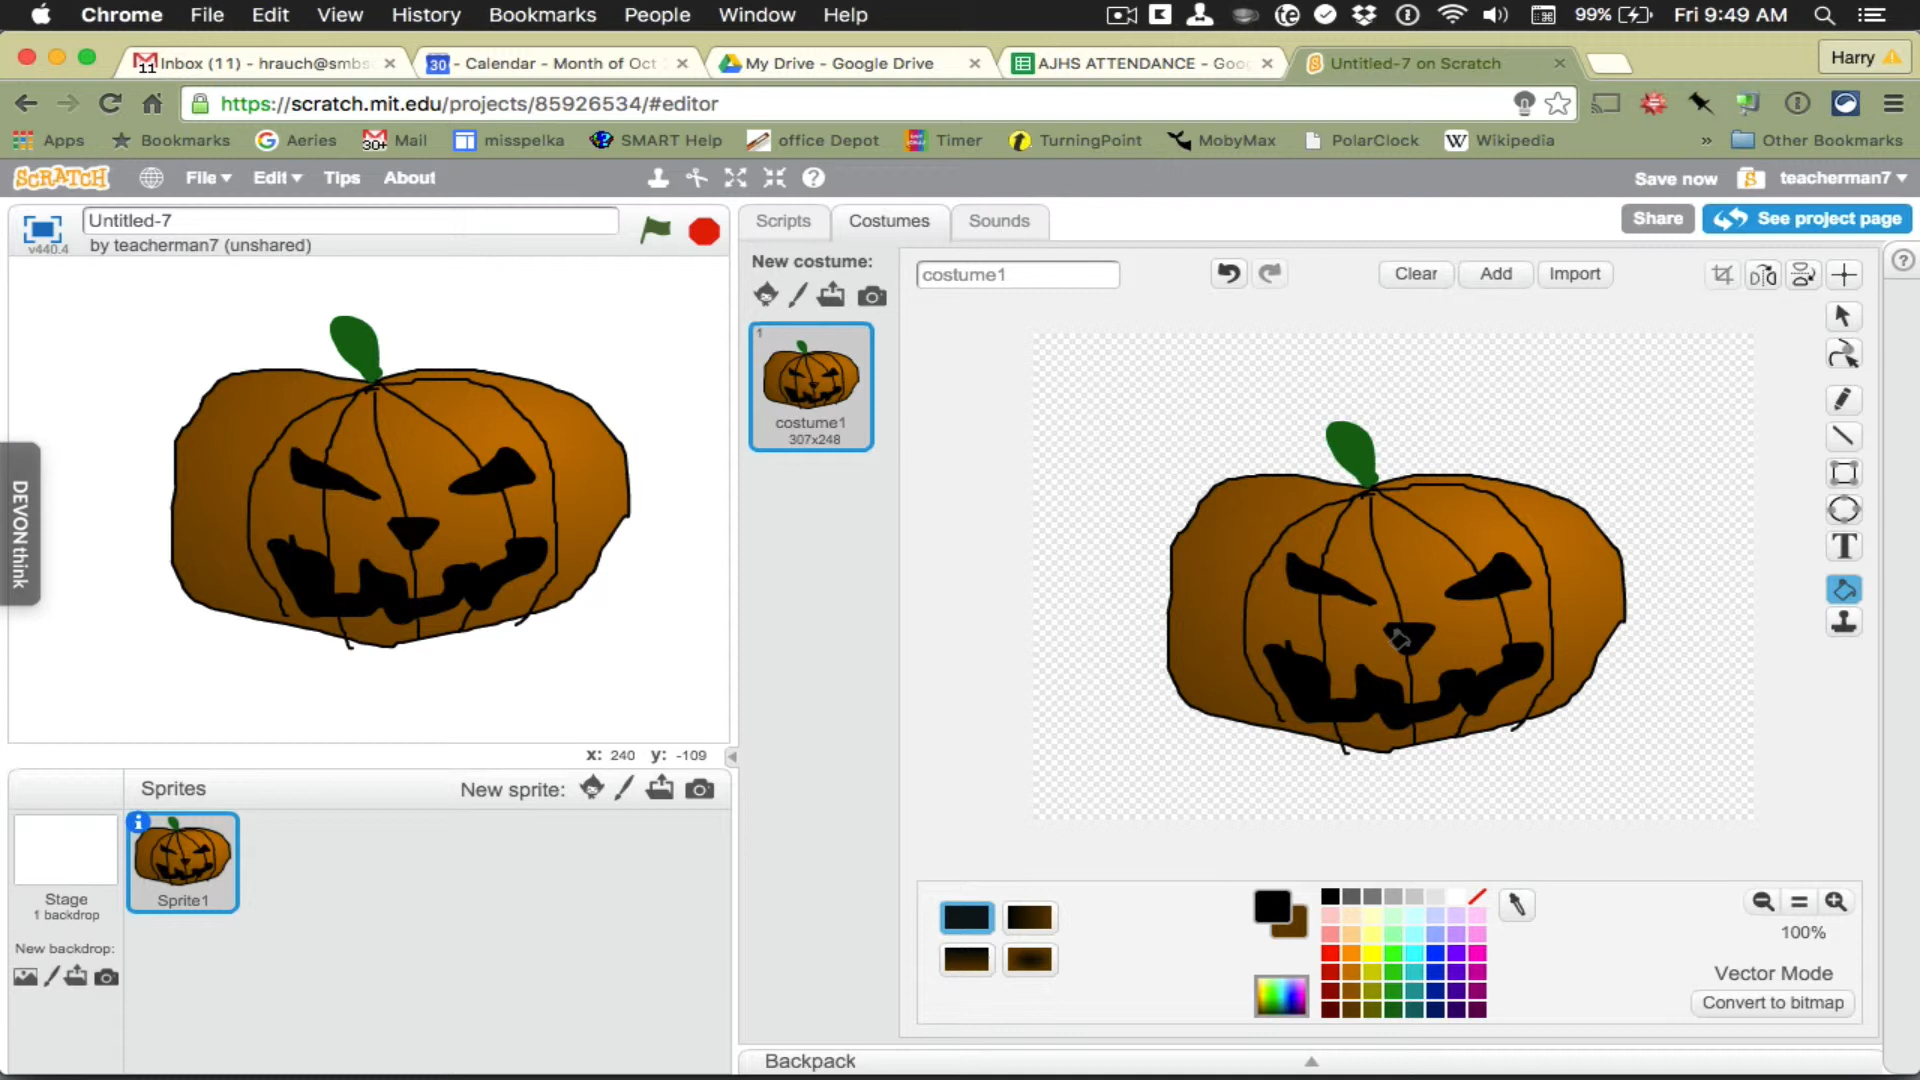 Chrome File Edit View History Bookmarks People Window Help 99% Fri 9:49 AM
11 Inbox (11) - hrauch@smbs
30 - Calendar - Month of Oct
My Drive - Google Drive
AJHS ATTENDANCE - Goo
Untitled-7 on Scratch
Harry
https://scratch.mit.edu/projects/85926534/#editor
Apps Bookmarks Aeries 30+ Mail misspelka SMART Help office Depot Timer TurningPoint MobyMax PolarClock W Wikipedia » Other Bookmarks
SCRATCH File Edit Tips About Save now teacherman7
Untitled-7
v440.4 by teacherman7 (unshared)
Scripts Costumes Sounds
Share See project page
New costume:
costume1
Clear Add Import
1
costume1
307x248
DEVONthink
T
x: 240 y: -109
Sprites New sprite:
Stage
1 backdrop
New backdrop:
Sprite1
100%
Vector Mode
Convert to bitmap
Backpack